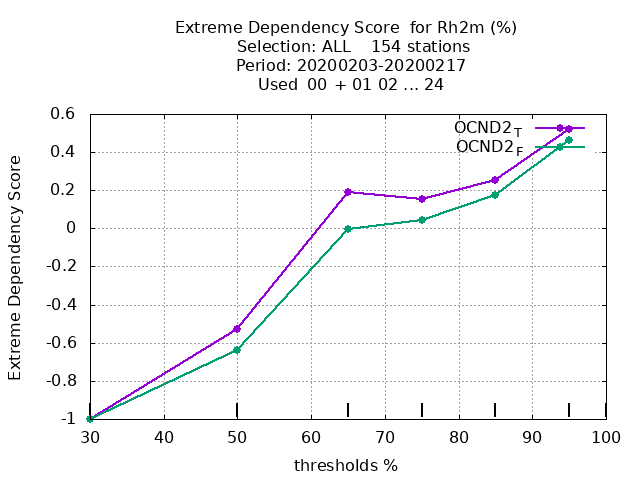 Extreme Dependency Score  for Rh2m (%)
Selection: ALL    154 stations
Period: 20200203-20200217
Used  00  + 01 02 ... 24
OCND2T
OCND2F
0.6
0.4
0.2
0
-0.2
-0.4
-0.6
-0.8
-1
Extreme Dependency Score
30 40 50 60 70 80 90 100
thresholds %